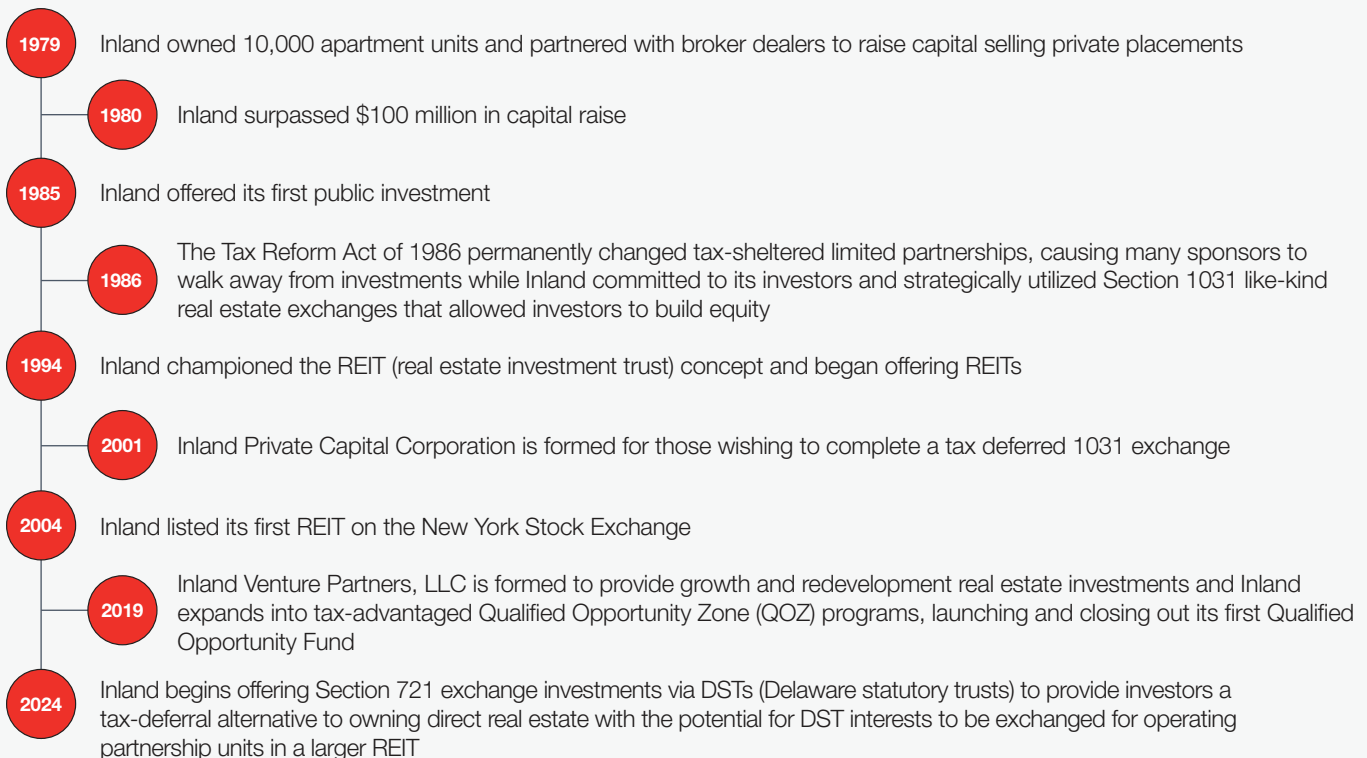 1979
Inland owned 10,000 apartment units and partnered with broker dealers to raise capital selling private placements
1980
Inland surpassed $100 million in capital raise
1985
Inland offered its first public investment
1986
The Tax Reform Act of 1986 permanently changed tax-sheltered limited partnerships, causing many sponsors to
walk away from investments while Inland committed to its investors and strategically utilized Section 1031 like-kind
real estate exchanges that allowed investors to build equity
1994
Inland championed the REIT (real estate investment trust) concept and began offering REITs
2001
Inland Private Capital Corporation is formed for those wishing to complete a tax deferred 1031 exchange
2004
Inland listed its first REIT on the New York Stock Exchange
2019
Inland Venture Partners, LLC is formed to provide growth and redevelopment real estate investments and Inland
expands into tax-advantaged Qualified Opportunity Zone (QOZ) programs, launching and closing out its first Qualified
Opportunity Fund
2024
Inland begins offering Section 721 exchange investments via DSTs (Delaware statutory trusts) to provide investors a
tax-deferral alternative to owning direct real estate with the potential for DST interests to be exchanged for operating
partnership units in a larger REIT